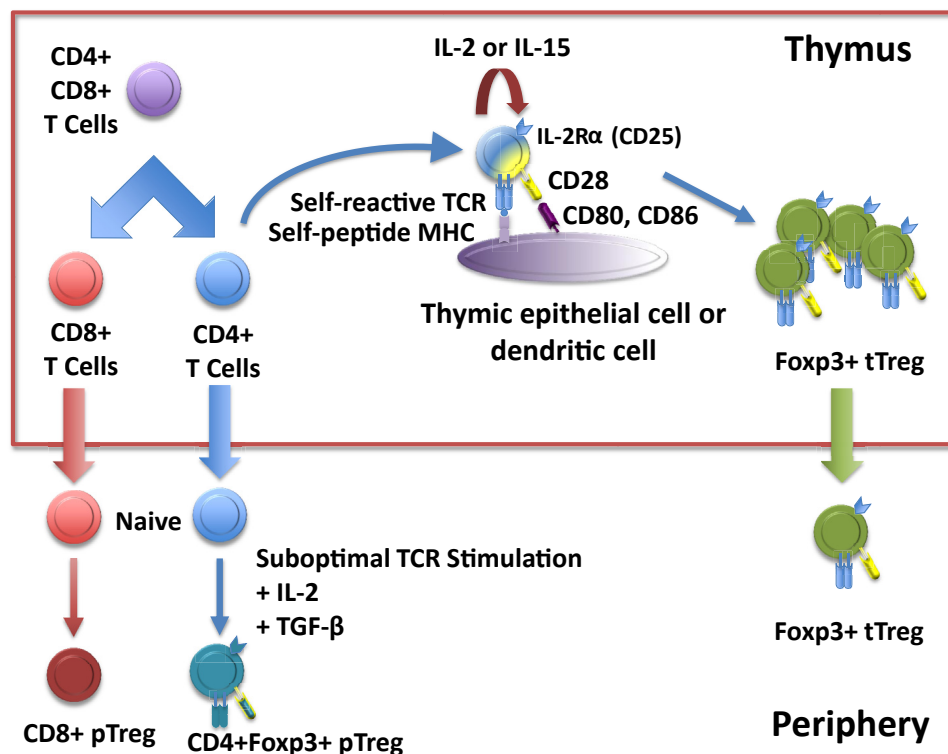 Thymus
CD4+
CD8+
T Cells
IL-2 or IL-15
IL-2Rα (CD25)
CD28
CD80, CD86
Self-reactive TCR
Self-peptide MHC
Thymic epithelial cell or
dendritic cell
CD8+
T Cells
CD4+
T Cells
Foxp3+ tTreg
Naive
Suboptimal TCR Stimulation
+ IL-2
+ TGF-β
Foxp3+ tTreg
CD8+ pTreg
CD4+Foxp3+ pTreg
Periphery